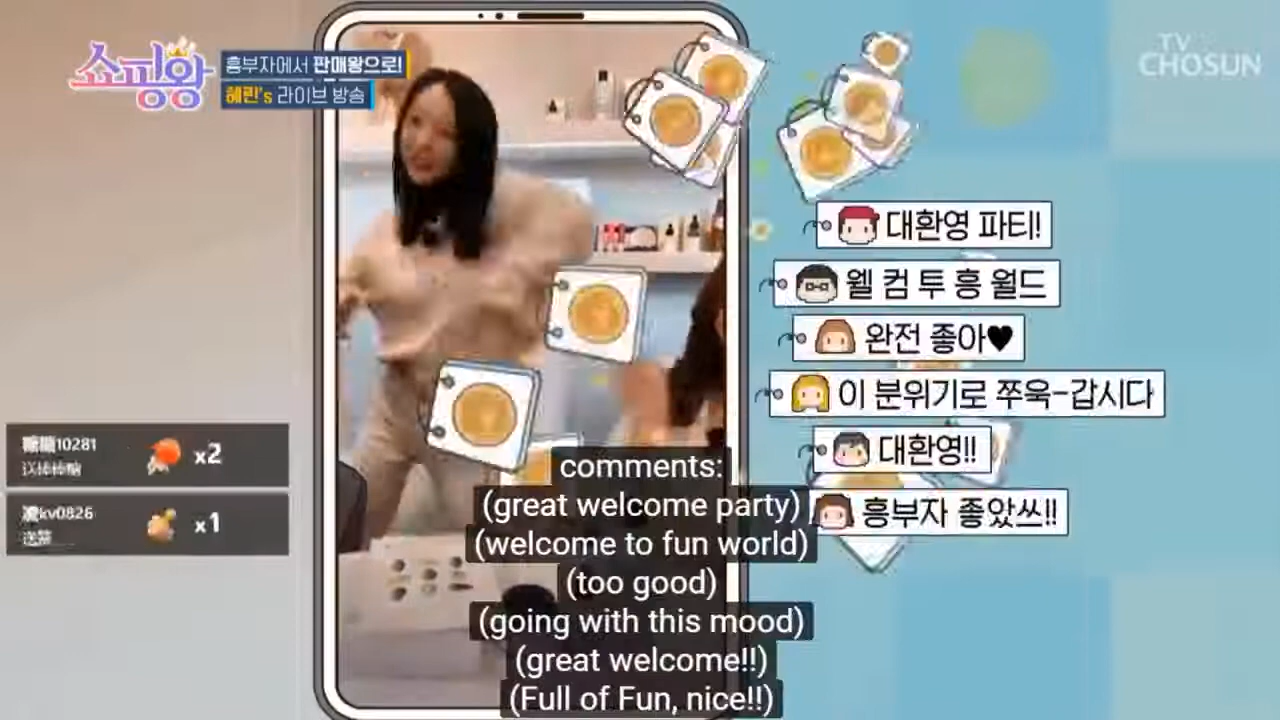 쇼핑왕
흥부자에서 판매왕으로!
혜린's 라이브 방송
TV
CHOSUN
대환영 파티!
웰 컴 투 흥 월드
완전 좋아♥
이 분위기로 쭈욱-갑시다
대환영!!
흥부자 좋았쓰!!
10281
x2
kv0826
x1
comments:
(great welcome party)
(welcome to fun world)
(too good)
(going with this mood)
(great welcome!!)
(Full of Fun, nice!!)